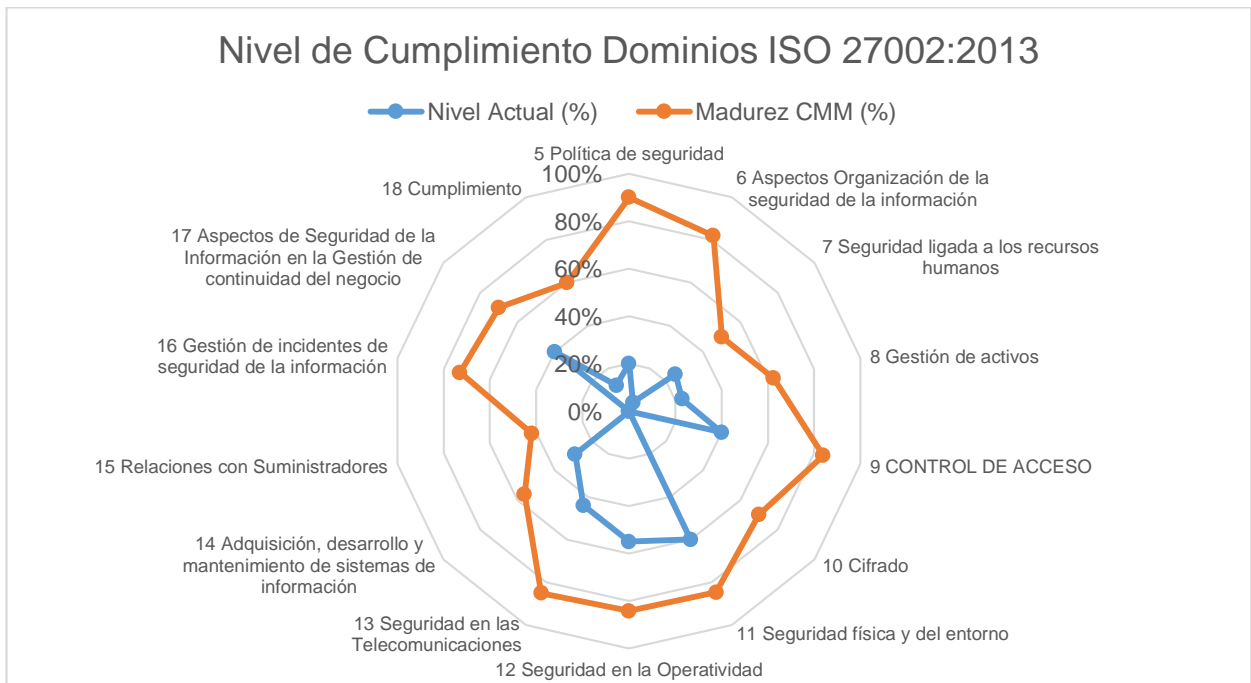 Nivel de Cumplimiento Dominios ISO 27002:2013
Nivel Actual (%)
Madurez CMM (%)
5 Política de seguridad
100%
80%
60%
40%
20%
0%
6 Aspectos Organización de la
seguridad de la información
7 Seguridad ligada a los recursos
humanos
8 Gestión de activos
9 CONTROL DE ACCESO
10 Cifrado
11 Seguridad física y del entorno
12 Seguridad en la Operatividad
13 Seguridad en las
Telecomunicaciones
14 Adquisición, desarrollo y
mantenimiento de sistemas de
información
15 Relaciones con Suministradores
16 Gestión de incidentes de
seguridad de la información
17 Aspectos de Seguridad de la
Información en la Gestión de
continuidad del negocio
18 Cumplimiento